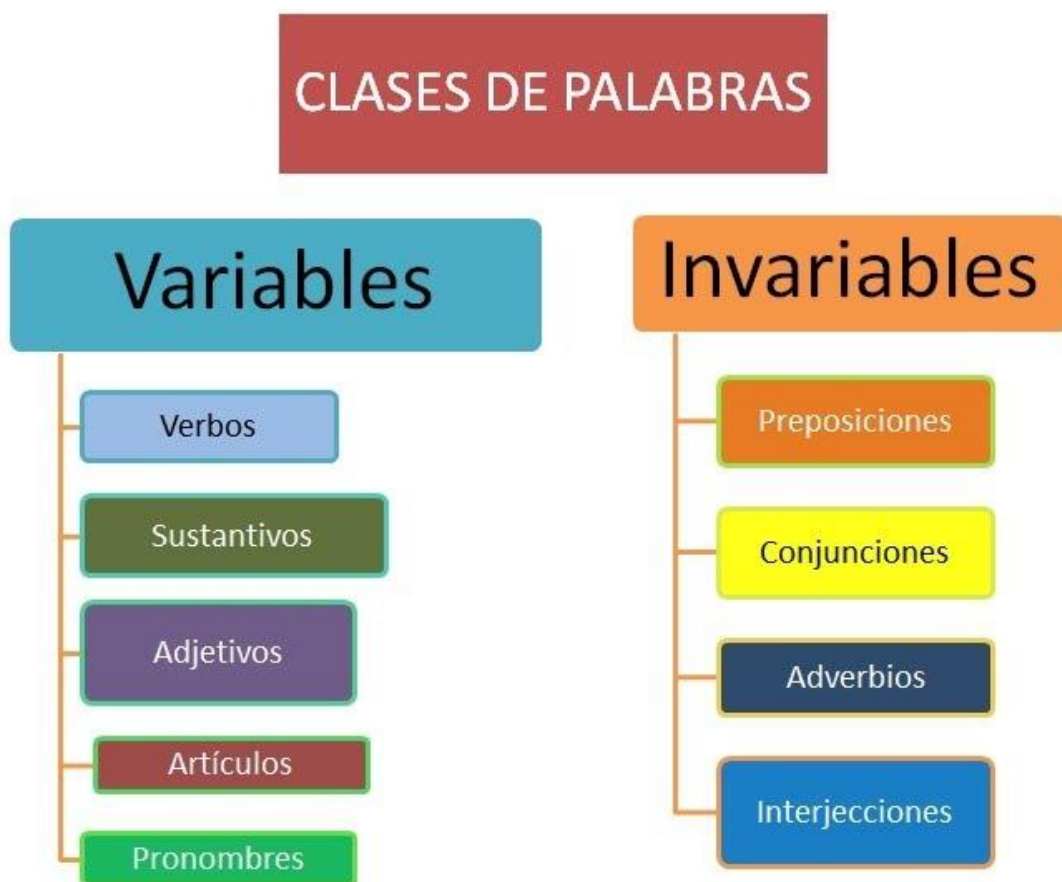 CLASES DE PALABRAS
Variables
Verbos
Sustantivos
Adjetivos
Artículos
Pronombres
Invariables
Preposiciones
Conjunciones
Adverbios
Interjecciones